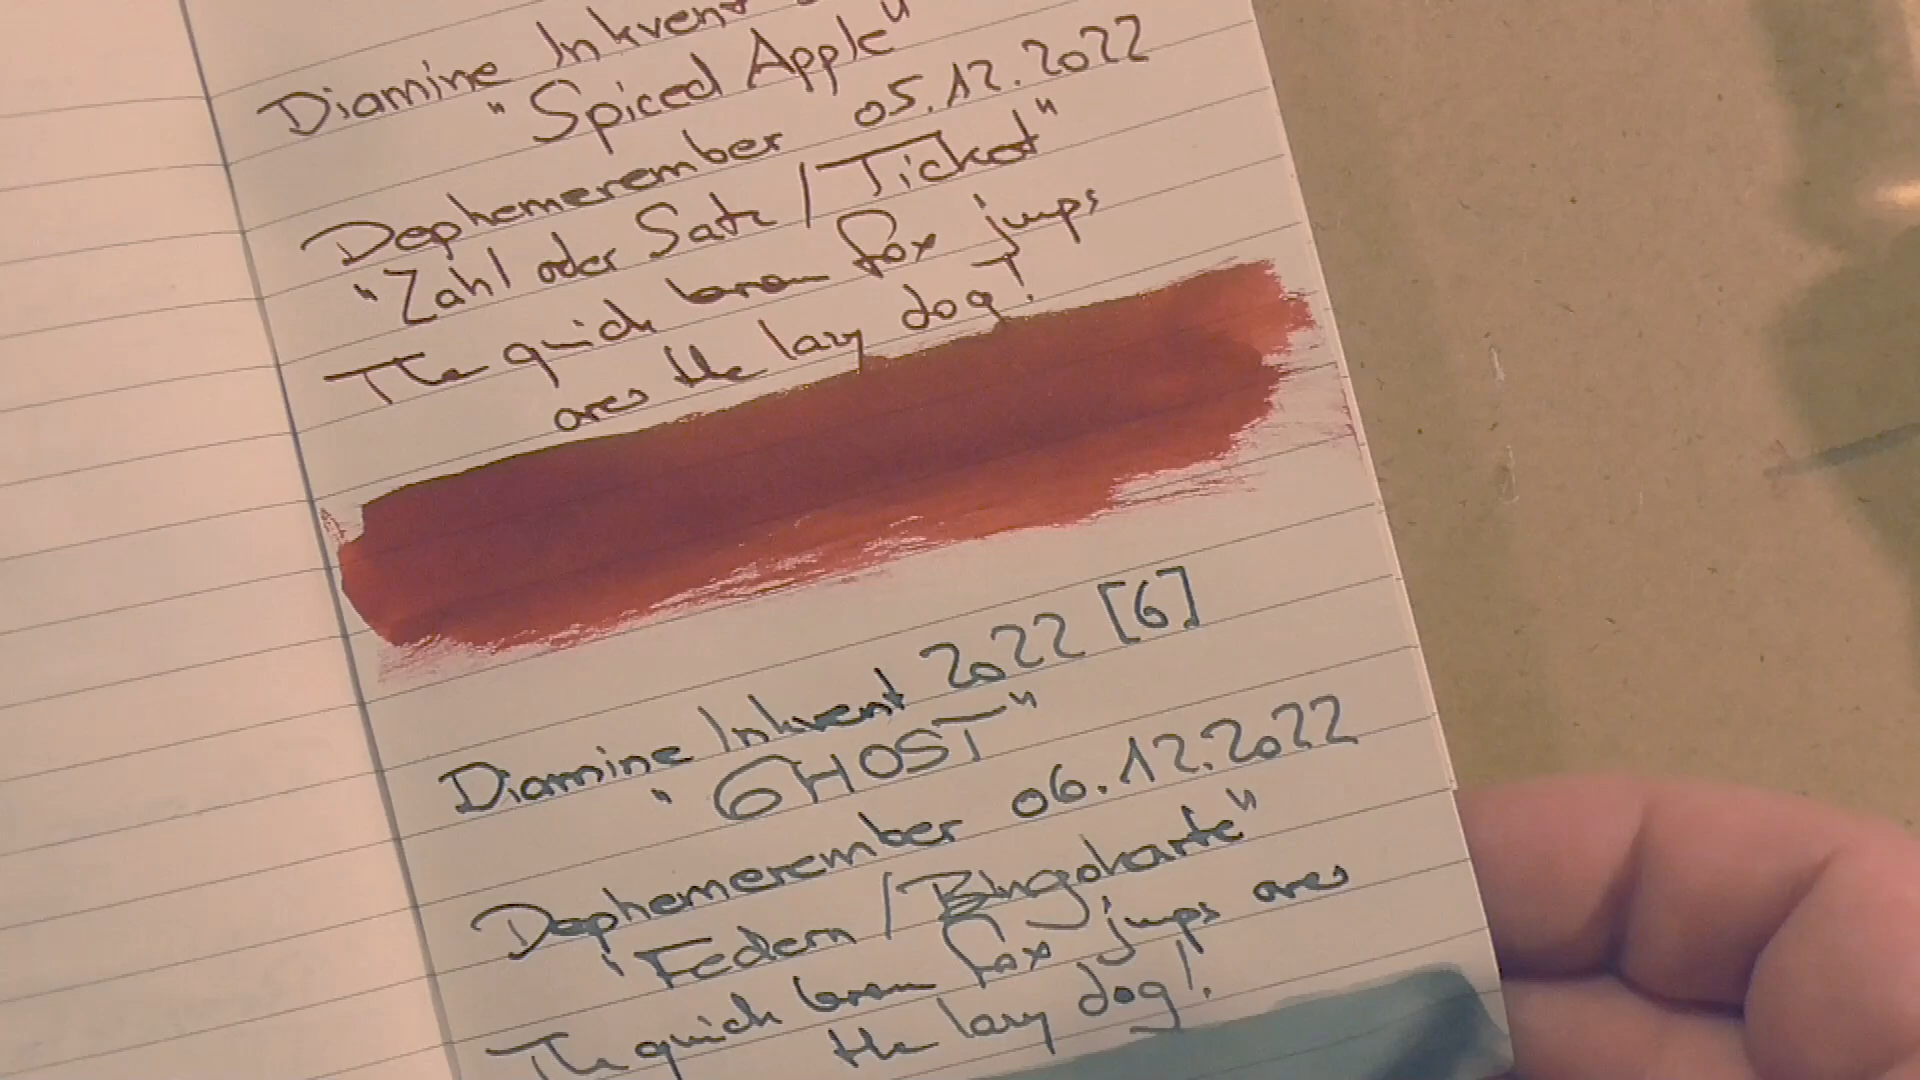 Diamine Inkvent
"Spiced Apple"
Dephemerember 05.12.2022
"Zahl oder Satz / Ticket"
The quick brown fox jumps
over the lazy dog!
Diamine Inkvent 2022 [6]
"GHOST"
Dephemerember 06.12.2022
"Federn / Bingokarte"
The quick brown fox jumps over
the lazy dog!